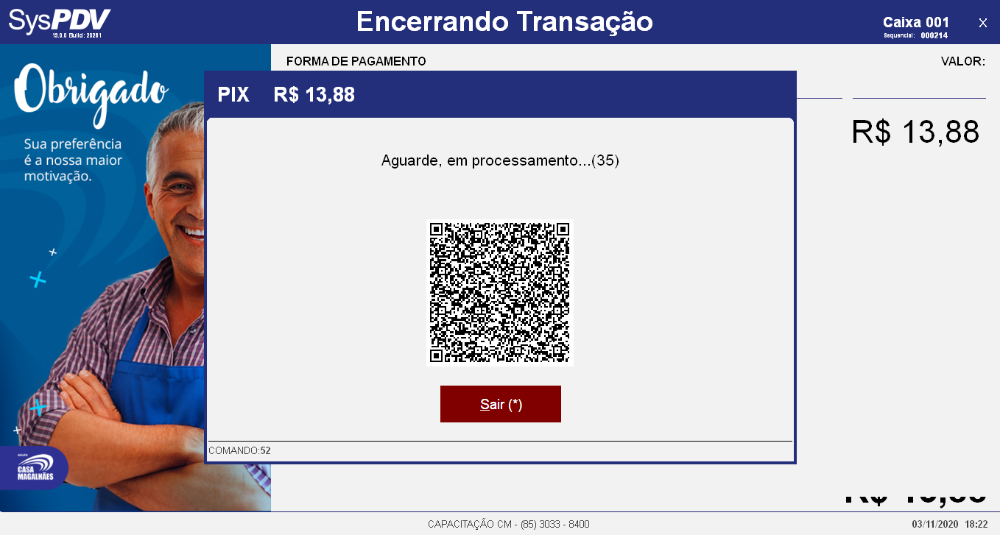 SysPDV
19.0.0 Build: 20281
Encerrando Transação
Caixa 001
X
Sequencial: 000214
Obrigado
Sua preferência
é a nossa maior
motivação.
GRUPO
CASA
MAGALHÃES
FORMA DE PAGAMENTO
VALOR:
R$ 13,88
PIX R$ 13,88
Aguarde, em processamento...(35)
Sair (*)
COMANDO:52
CAPACITAÇÃO CM - (85) 3033 - 8400
03/11/2020 18:22